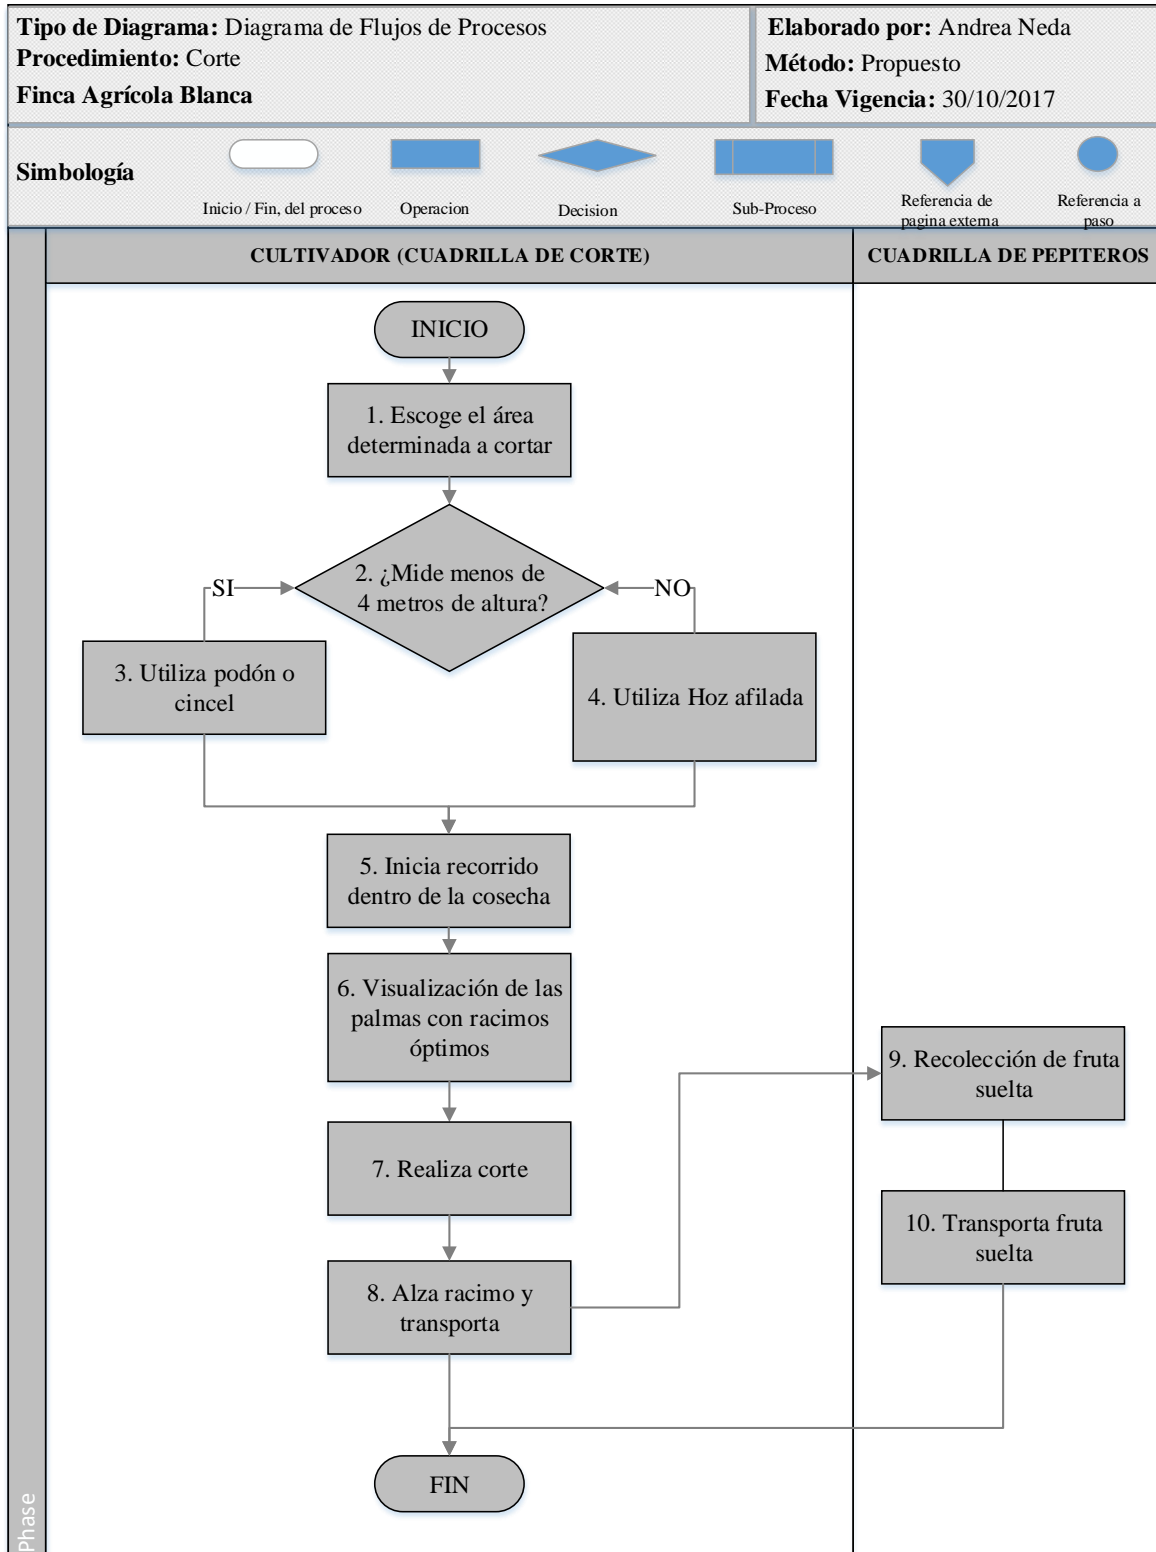 Tipo de Diagrama: Diagrama de Flujos de Procesos
Procedimiento: Corte
Finca Agrícola Blanca
Elaborado por: Andrea Neda
Método: Propuesto
Fecha Vigencia: 30/10/2017
Simbología
Inicio / Fin, del proceso
Operacion
Decision
Sub-Proceso
Referencia de
pagina externa
Referencia a
paso
CULTIVADOR (CUADRILLA DE CORTE)
CUADRILLA DE PEPITEROS
INICIO
1. Escoge el área
determinada a cortar
2. ¿Mide menos de
4 metros de altura?
SI
NO
3. Utiliza podón o
cincel
4. Utiliza Hoz afilada
5. Inicia recorrido
dentro de la cosecha
6. Visualización de las
palmas con racimos
óptimos
7. Realiza corte
8. Alza racimo y
transporta
9. Recolección de fruta
suelta
10. Transporta fruta
suelta
FIN
Phase